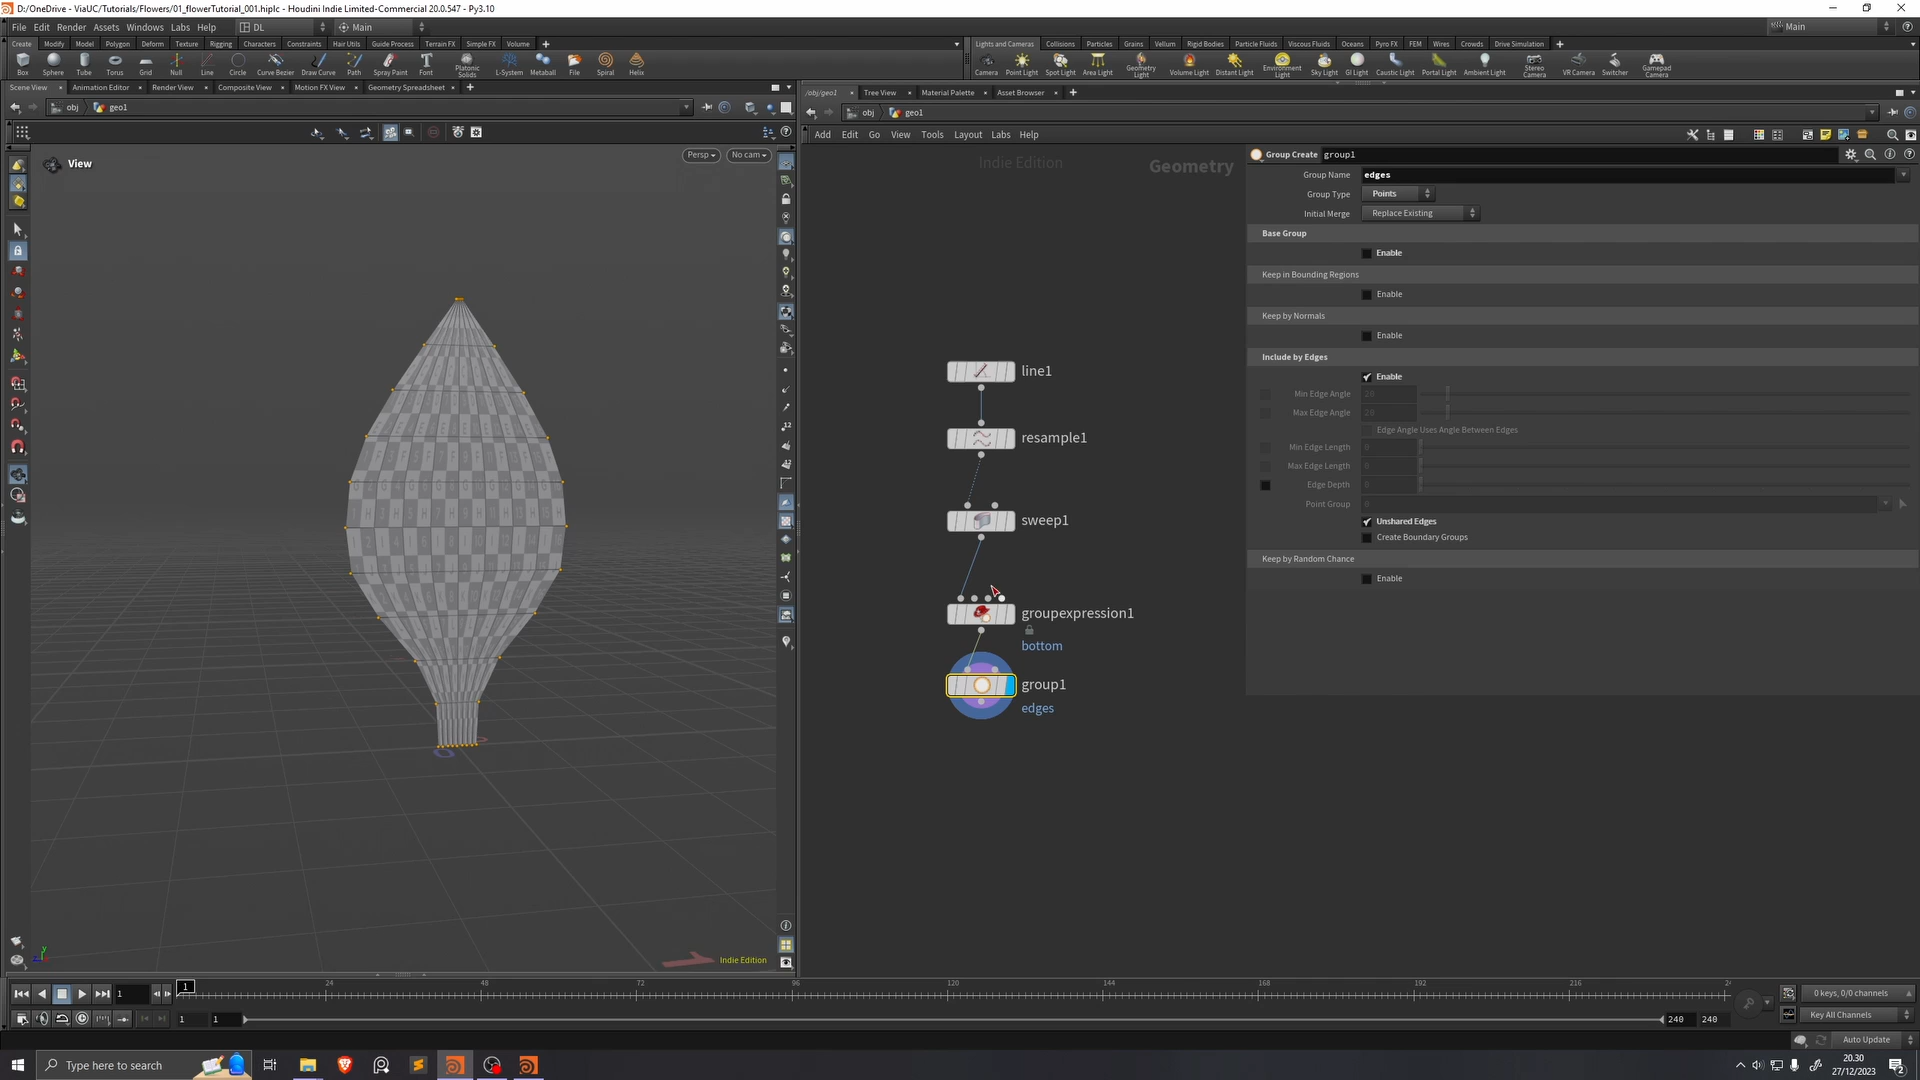 D:/OneDrive - ViaUC/Tutorials/Flowers/01_flowerTutorial_001.hiplc - Houdini Indie Limited-Commercial 20.0.547 - Py3.10
File Edit Render Assets Windows Labs Help DL Main Main
Create Modify Model Polygon Deform Texture Rigging Characters Constraints Hair Utils Guide Process Terrain FX Simple FX Volume
Lights and Cameras Collisions Particles Grains Vellum Rigid Bodies Particle Fluids Viscous Fluids Oceans Pyro FX FEM Wires Crowds Drive Simulation
Box Sphere Tube Torus Grid Null Line Circle Curve Bezier Draw Curve Path Spray Paint Font Platonic Solids L-System Metaball File Spiral Helix
Camera Point Light Spot Light Area Light Geometry Light Volume Light Distant Light Environment Light Sky Light GI Light Caustic Light Portal Light Ambient Light Stereo Camera VR Camera Switcher Gamepad Camera
Scene View Animation Editor Render View Composite View Motion FX View Geometry Spreadsheet
/obj/geo1 Tree View Material Palette Asset Browser
obj geo1
obj geo1
Add Edit Go View Tools Layout Labs Help
View
Persp No cam
Indie Edition
Geometry
Group Create group1
Group Name edges
Group Type Points
Initial Merge Replace Existing
Base Group
Enable
Keep in Bounding Regions
Enable
Keep by Normals
Enable
Include by Edges
Enable
Min Edge Angle 20
Max Edge Angle 20
Edge Angle Uses Angle Between Edges
Min Edge Length 0
Max Edge Length 0
Edge Depth 0
Point Group 0
Unshared Edges
Create Boundary Groups
Keep by Random Chance
Enable
line1
resample1
sweep1
groupexpression1
bottom
group1
edges
Indie Edition
1 1 24 48 72 96 120 144 168 192 216
0 keys, 0/0 channels
1 1 240 240
Key All Channels
Auto Update
Type here to search
20.30
27/12/2023
2